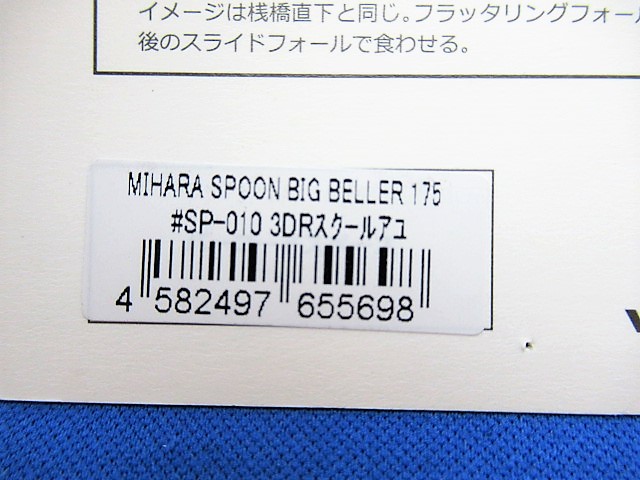 イメージは桟橋直下と同じ。フラッタリングフォー
後のスライドフォールで食わせる。
MIHARA SPOON BIG BELLER 175
#SP-010 3DRスクールアユ
4 582497 655698